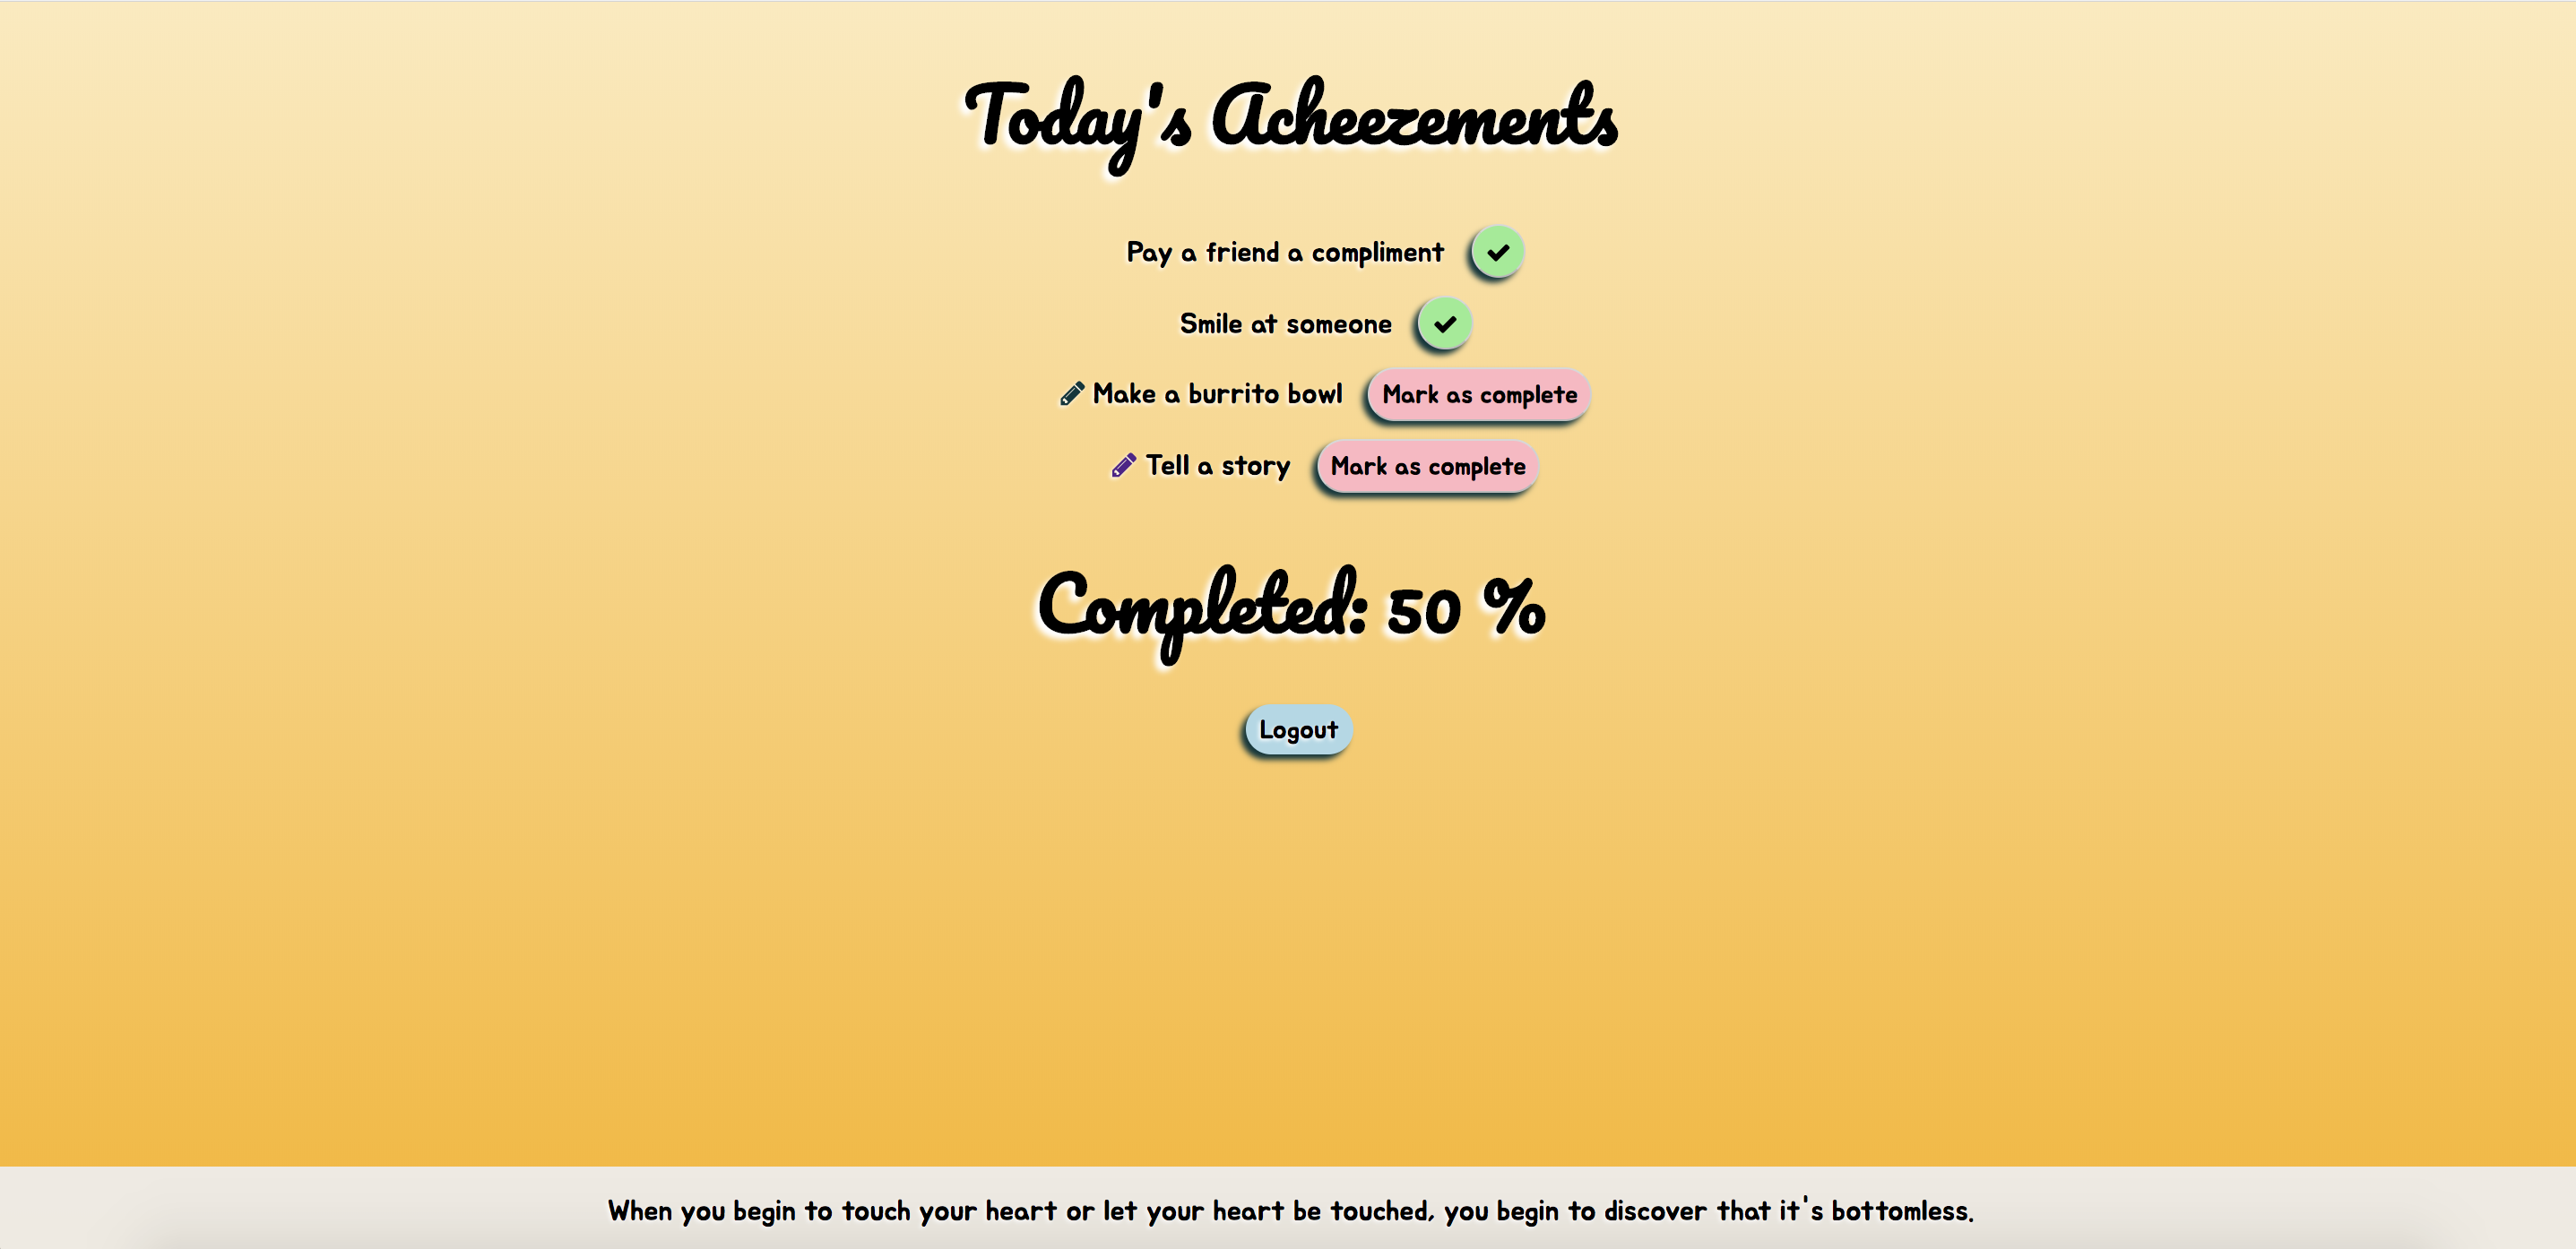 Today's Acheezements
Pay a friend a compliment
Smile at someone
Make a burrito bowl Mark as complete
Tell a story Mark as complete
Completed: 50 %
Logout
When you begin to touch your heart or let your heart be touched, you begin to discover that it's bottomless.